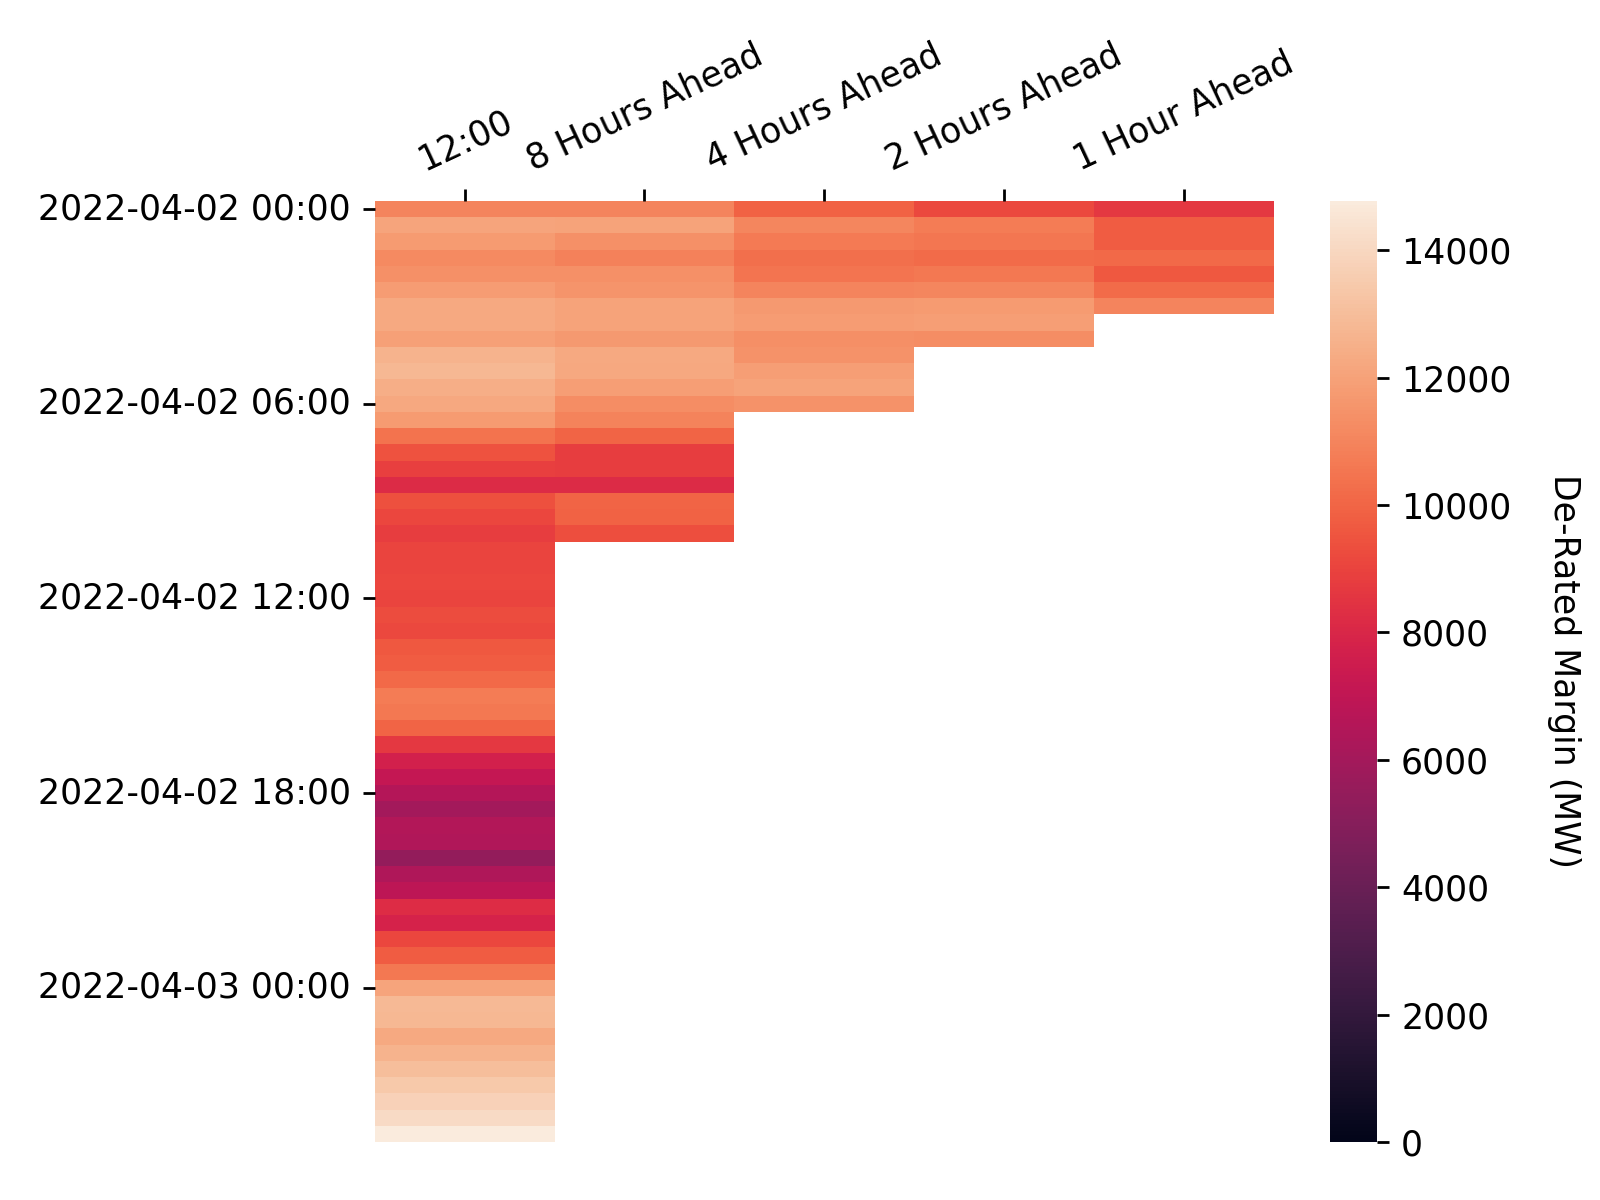 12:00
8 Hours Ahead
4 Hours Ahead
2 Hours Ahead
1 Hour Ahead
2022-04-02 00:00
2022-04-02 06:00
2022-04-02 12:00
2022-04-02 18:00
2022-04-03 00:00
14000
12000
10000
8000
6000
4000
2000
0
De-Rated Margin (MW)